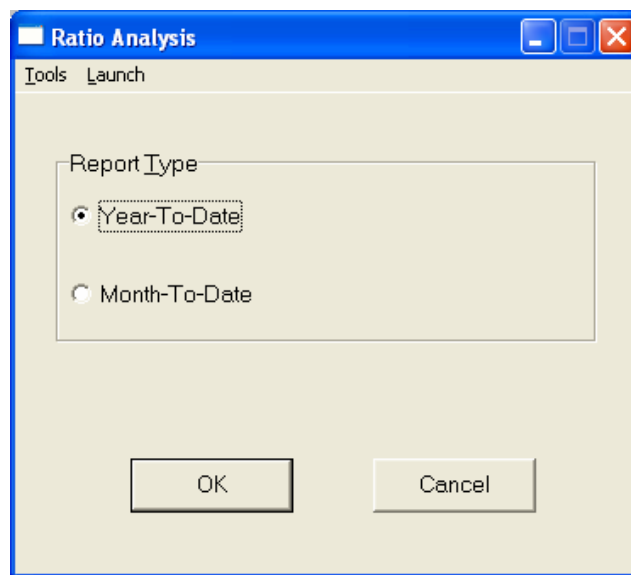 Ratio Analysis
Tools Launch
Report Type
Year-To-Date
Month-To-Date
OK Cancel